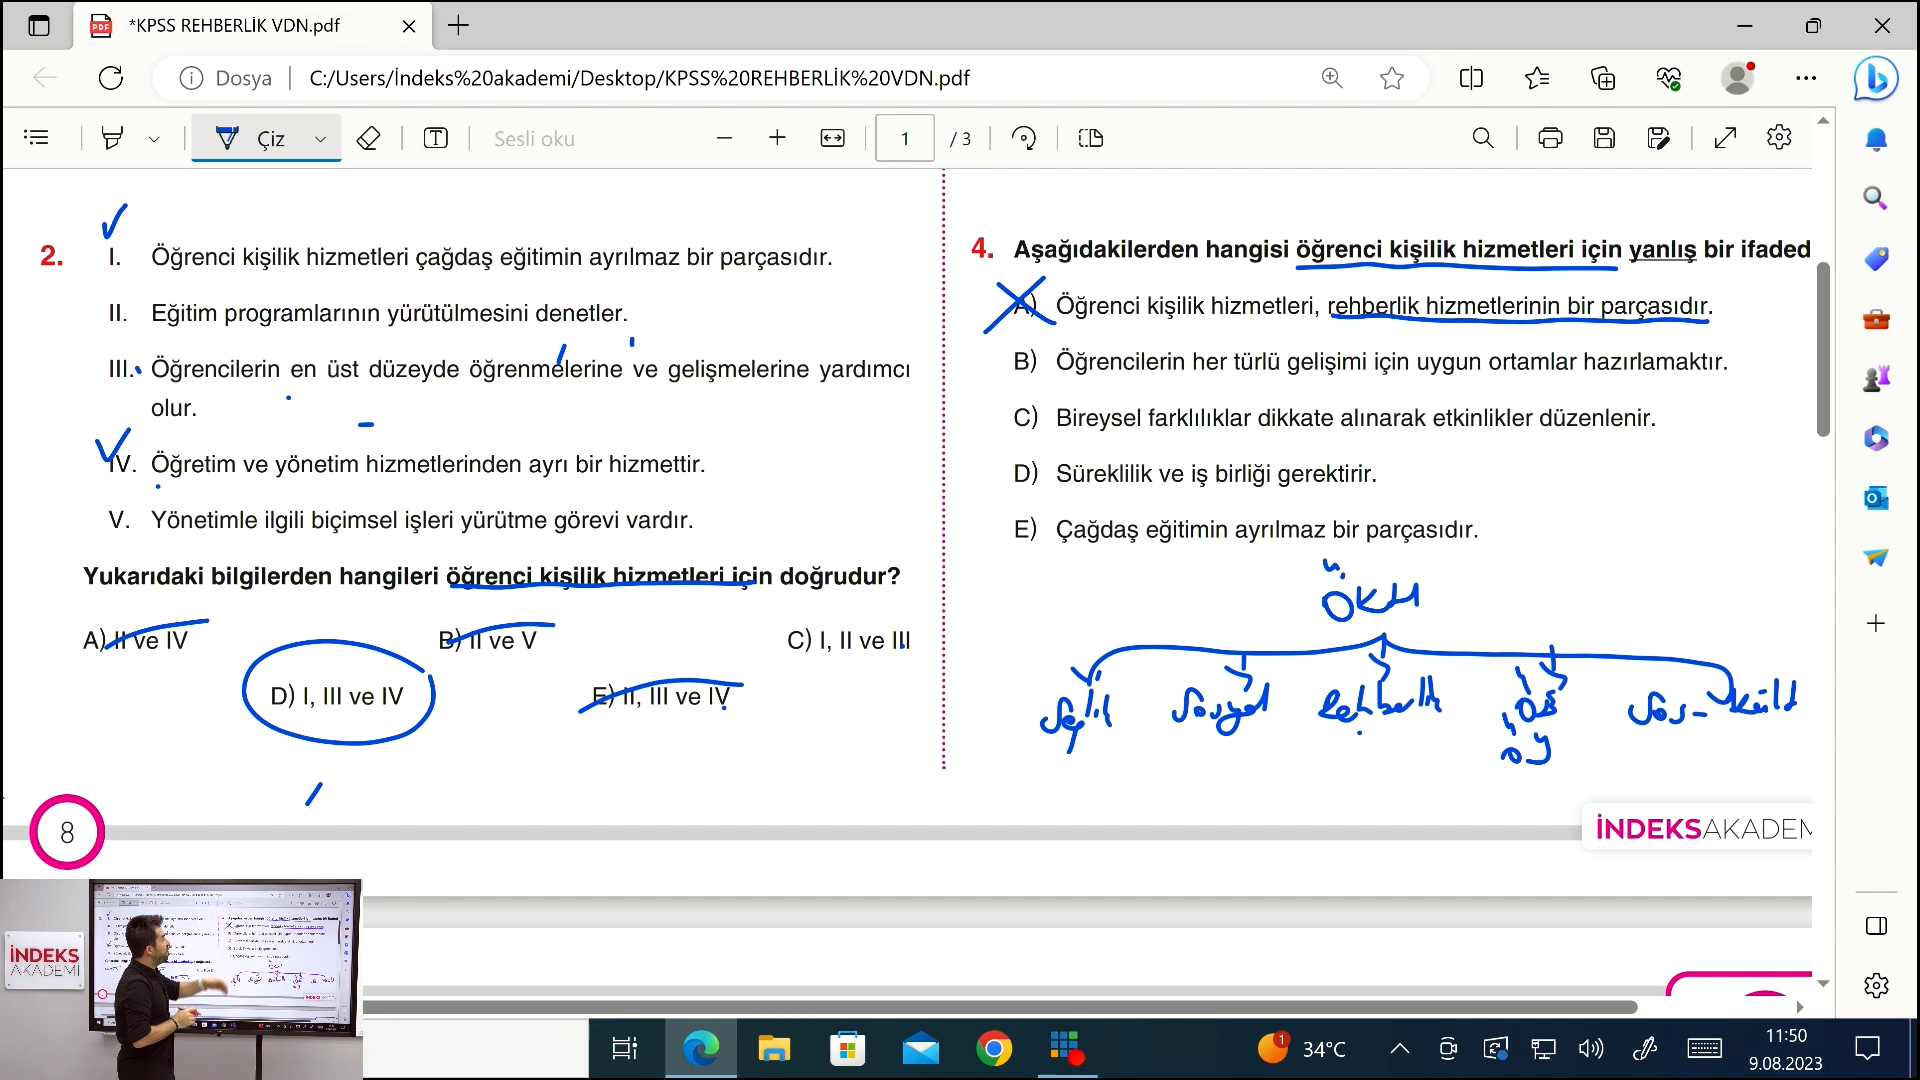 *KPSS REHBERLİK VDN.pdf
Dosya
C:/Users/İndeks%20akademi/Desktop/KPSS%20REHBERLİK%20VDN.pdf
Çiz
Sesli oku
1
/ 3
2.
I. Öğrenci kişilik hizmetleri çağdaş eğitimin ayrılmaz bir parçasıdır.
II. Eğitim programlarının yürütülmesini denetler.
III. Öğrencilerin en üst düzeyde öğrenmelerine ve gelişmelerine yardımcı
olur.
IV. Öğretim ve yönetim hizmetlerinden ayrı bir hizmettir.
V. Yönetimle ilgili biçimsel işleri yürütme görevi vardır.
Yukarıdaki bilgilerden hangileri öğrenci kişilik hizmetleri için doğrudur?
A) II ve IV
B) II ve V
C) I, II ve III
D) I, III ve IV
E) II, III ve IV
8
4. Aşağıdakilerden hangisi öğrenci kişilik hizmetleri için yanlış bir ifaded
A) Öğrenci kişilik hizmetleri, rehberlik hizmetlerinin bir parçasıdır.
B) Öğrencilerin her türlü gelişimi için uygun ortamlar hazırlamaktır.
C) Bireysel farklılıklar dikkate alınarak etkinlikler düzenlenir.
D) Süreklilik ve iş birliği gerektirir.
E) Çağdaş eğitimin ayrılmaz bir parçasıdır.
ÖKH
Sağlık
Sosyal
Rehberlik
Sos-
Kült
İNDEKSAKADEM
İNDEKS
AKADEMİ
1
34°C
11:50
9.08.2023